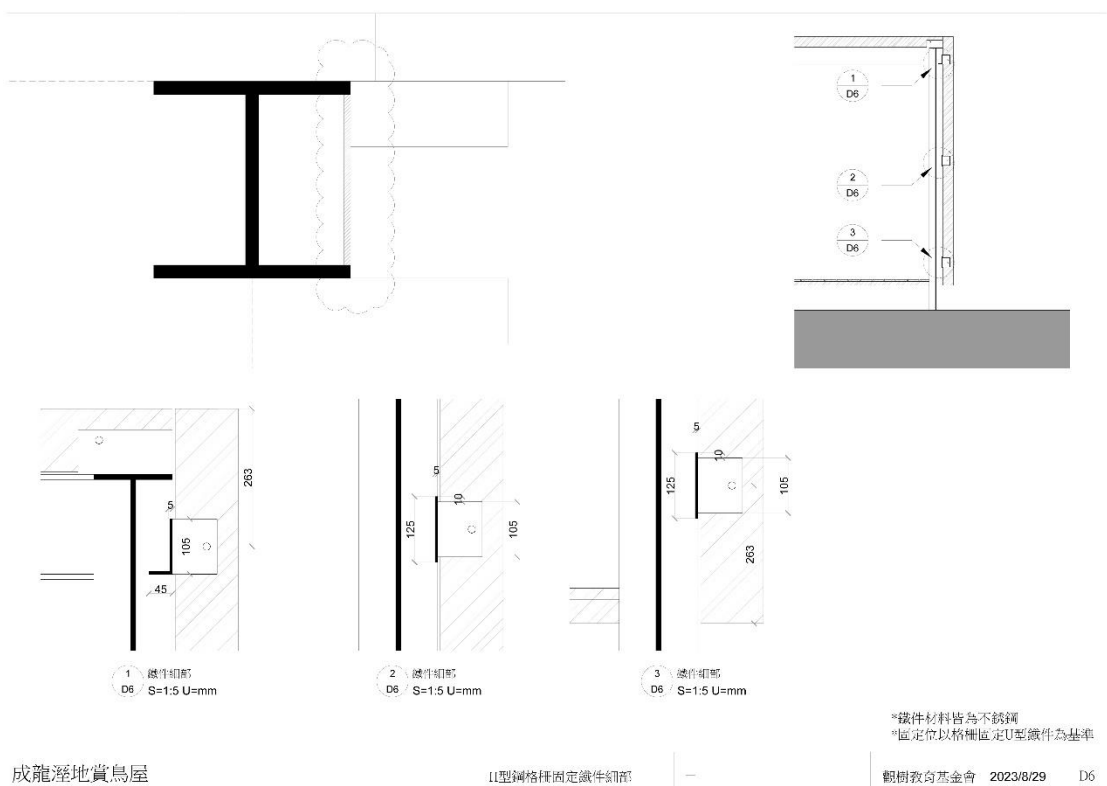 1
D6
2
D6
3
D6
263
5
105
45
5
10
125
105
5
10
125
105
263
1
D6
鐵件細部
S=1:5 U=mm
2
D6
鐵件細部
S=1:5 U=mm
3
D6
鐵件細部
S=1:5 U=mm
*鐵件材料皆為不銹鋼
*固定位以格柵固定U型鐵件為基準
成龍溼地賞鳥屋
H型鋼格柵固定鐵件細部
—
觀樹教育基金會 2023/8/29 D6